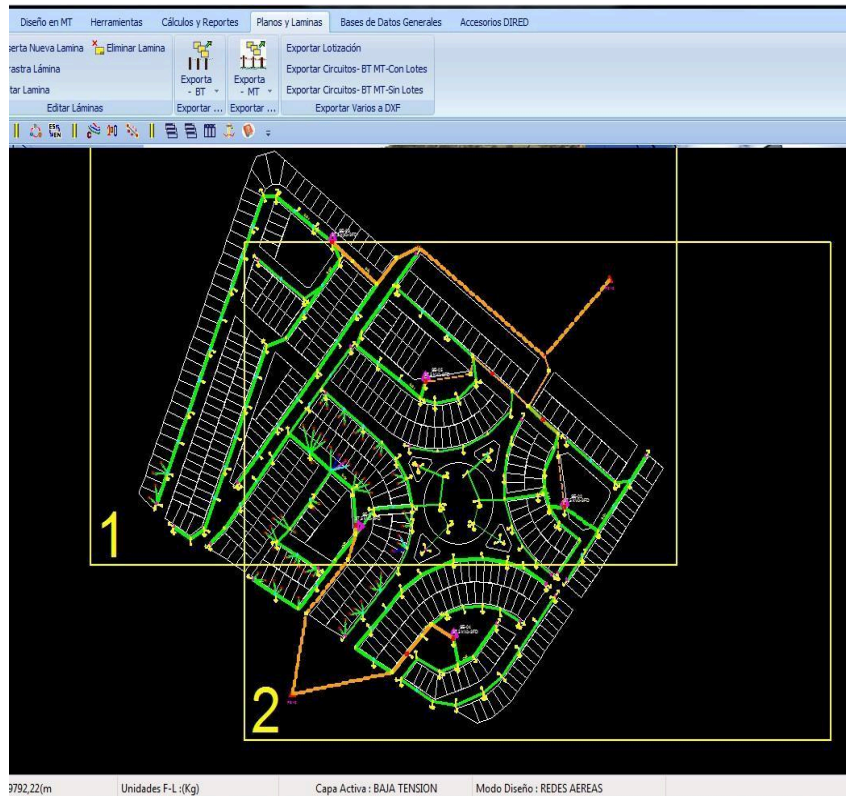 Diseño en MT Herramientas Cálculos y Reportes Planos y Laminas Bases de Datos Generales Accesorios DIRED
serta Nueva Lamina Eliminar Lamina
rastra Lámina
tar Lamina
Editar Láminas
Exporta
- BT
Exportar ...
Exporta
- MT
Exportar ...
Exportar Lotización
Exportar Circuitos- BT MT-Con Lotes
Exportar Circuitos- BT MT-Sin Lotes
Exportar Varios a DXF
1
2
9792,22(m Unidades F-L :(Kg) Capa Activa : BAJA TENSION Modo Diseño : REDES AEREAS